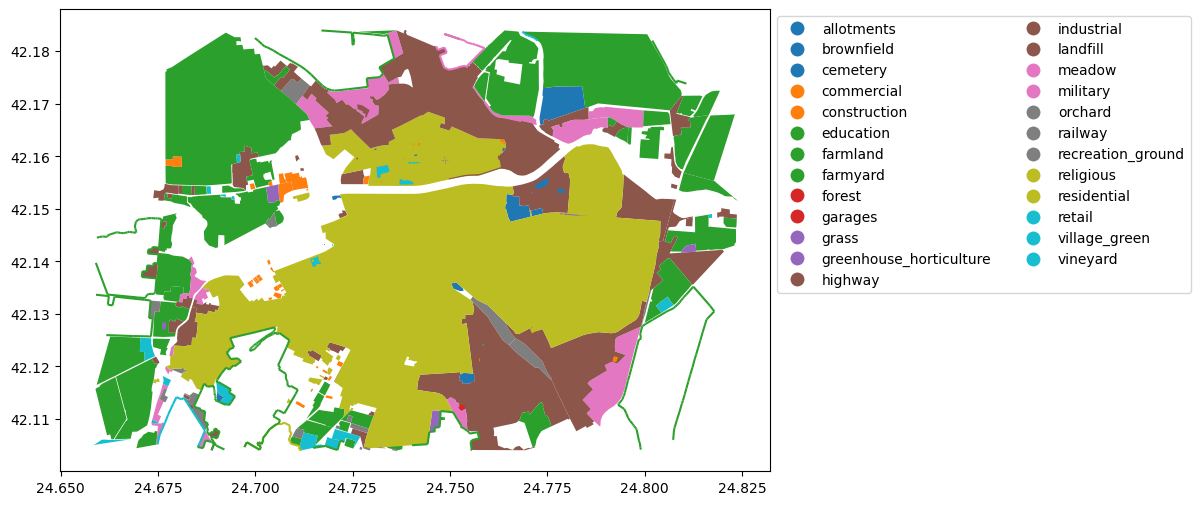 42.18
42.17
42.16
42.15
42.14
42.13
42.12
42.11
24.650 24.675 24.700 24.725 24.750 24.775 24.800 24.825
allotments
brownfield
cemetery
commercial
construction
education
farmland
farmyard
forest
garages
grass
greenhouse_horticulture
highway
industrial
landfill
meadow
military
orchard
railway
recreation_ground
religious
residential
retail
village_green
vineyard